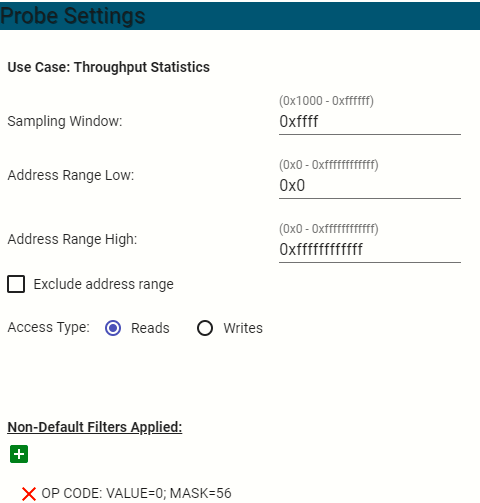 Probe Settings
Use Case: Throughput Statistics
(0x1000 - 0xffffff)
Sampling Window: 0xffff
(0x0 - 0xffffffffffff)
Address Range Low: 0x0
(0x0 - 0xffffffffffff)
Address Range High: 0xffffffffffff
Exclude address range
Access Type: Reads Writes
Non-Default Filters Applied:
OP CODE: VALUE=0; MASK=56